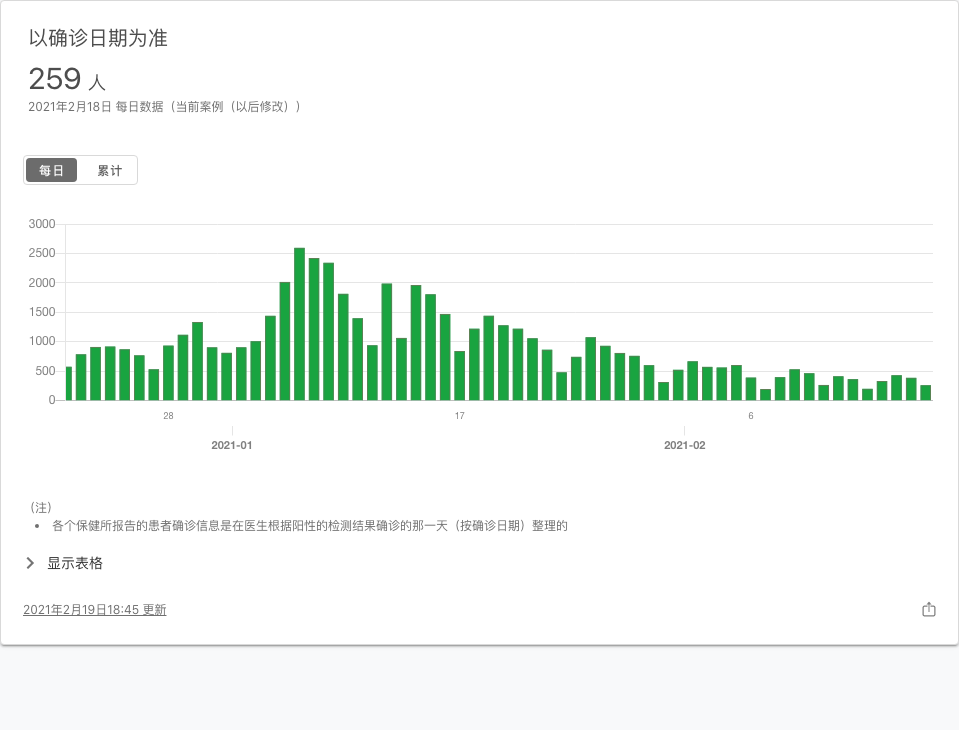 以确诊日期为准
259 人
2021年2月18日 每日数据（当前案例（以后修改））
每日 累计
3000
2500
2000
1500
1000
500
0
28 17 6
2021-01 2021-02
（注）
• 各个保健所报告的患者确诊信息是在医生根据阳性的检测结果确诊的那一天（按确诊日期）整理的
显示表格
2021年2月19日18:45 更新